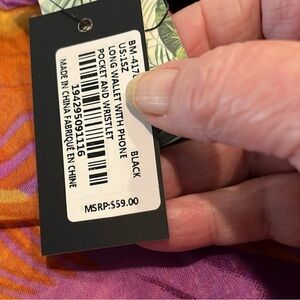 BM-417
US:1SZ BLACK
LONG WALLET WITH PHONE
POCKET AND WRISTLET
194295091116
MADE IN CHINA FABRIQUÉ EN CHINE
MSRP:$59.00